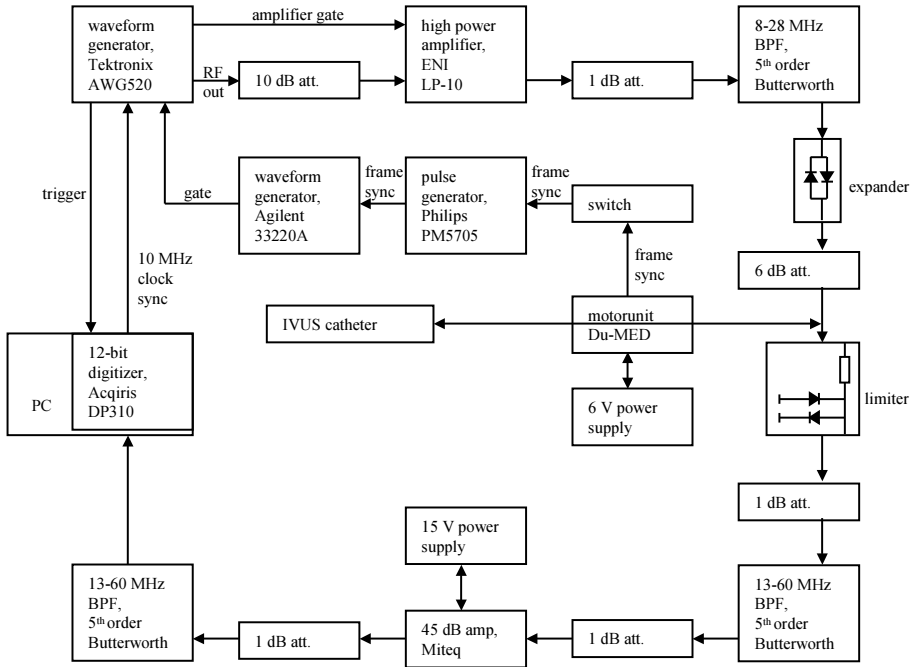 waveform
generator,
Tektronix
AWG520
amplifier gate
RF
out
10 dB att.
high power
amplifier,
ENI
LP-10
1 dB att.
8-28 MHz
BPF,
5th order
Butterworth
trigger
10 MHz
clock
sync
gate
waveform
generator,
Agilent
33220A
frame
sync
pulse
generator,
Philips
PM5705
frame
sync
switch
frame
sync
expander
6 dB att.
IVUS catheter
motorunit
Du-MED
6 V power
supply
limiter
PC
12-bit
digitizer,
Acqiris
DP310
1 dB att.
15 V power
supply
13-60 MHz
BPF,
5th order
Butterworth
1 dB att.
45 dB amp,
Miteq
1 dB att.
13-60 MHz
BPF,
5th order
Butterworth